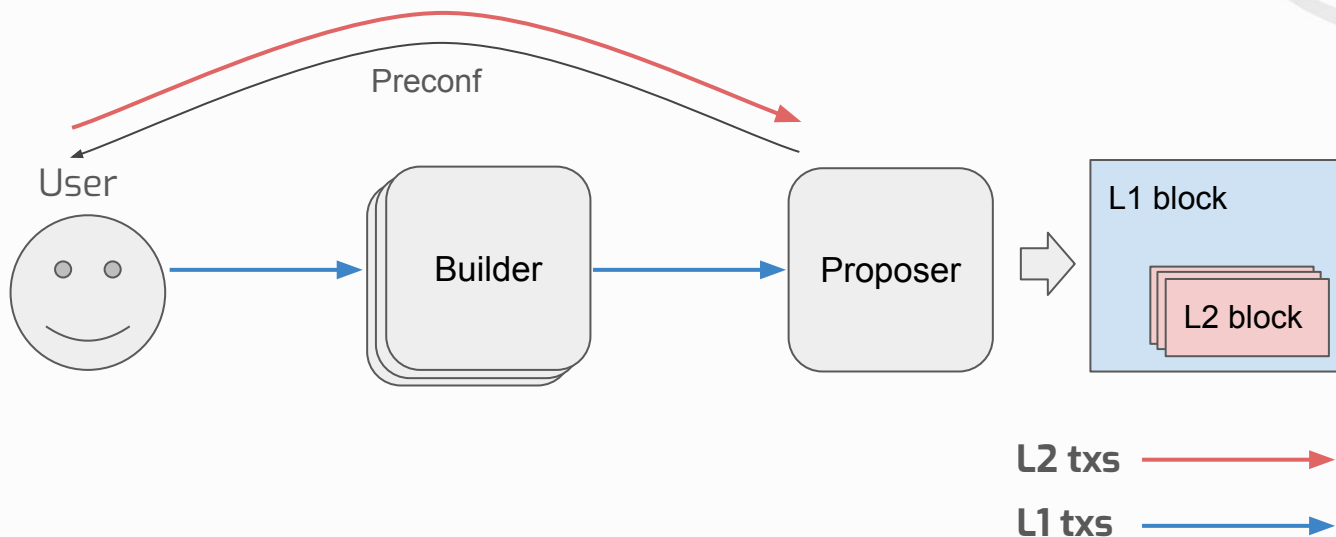 Preconf
User
Builder
Proposer
L1 block
L2 block
L2 txs
L1 txs